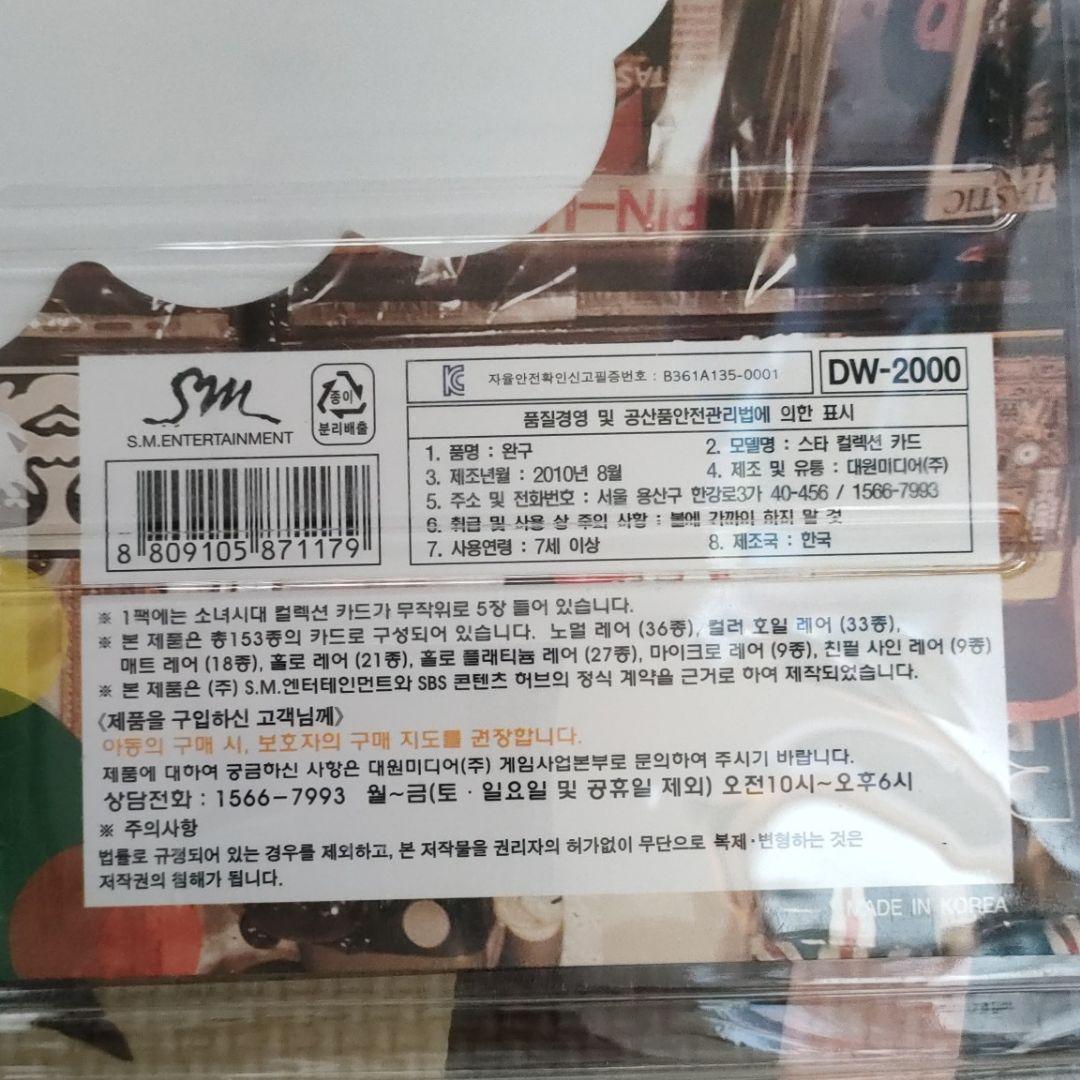 PIN-
TASTIC
SM
S.M.ENTERTAINMENT
종이
분리배출
자율안전확인신고필증번호 : B361A135-0001
DW-2000
품질경영 및 공산품안전관리법에 의한 표시
1. 품명 : 완구
2. 모델명 : 스타 컬렉션 카드
3. 제조년월 : 2010년 8월
4. 제조 및 유통 : 대원미디어(주)
5. 주소 및 전화번호 : 서울 용산구 한강로3가 40-456 / 1566-7993
6. 취급 및 사용 상 주의 사항 : 불에 가까이 하지 말 것
7. 사용연령 : 7세 이상
8. 제조국 : 한국
8 809105 871179
※ 1팩에는 소녀시대 컬렉션 카드가 무작위로 5장 들어 있습니다.
※ 본 제품은 총153종의 카드로 구성되어 있습니다. 노멀 레어 (36종), 컬러 호일 레어 (33종),
매트 레어 (18종), 홀로 레어 (21종), 홀로 플래티늄 레어 (27종), 마이크로 레어 (9종), 친필 사인 레어 (9종)
※ 본 제품은 (주) S.M.엔터테인먼트와 SBS 콘텐츠 허브의 정식 계약을 근거로 하여 제작되었습니다.
《제품을 구입하신 고객님께》
아동의 구매 시, 보호자의 구매 지도를 권장합니다.
제품에 대하여 궁금하신 사항은 대원미디어(주) 게임사업본부로 문의하여 주시기 바랍니다.
상담전화 : 1566-7993 월~금(토 · 일요일 및 공휴일 제외) 오전10시~오후6시
※ 주의사항
법률로 규정되어 있는 경우를 제외하고, 본 저작물을 권리자의 허가없이 무단으로 복제·변형하는 것은
저작권의 침해가 됩니다.
MADE IN KOREA